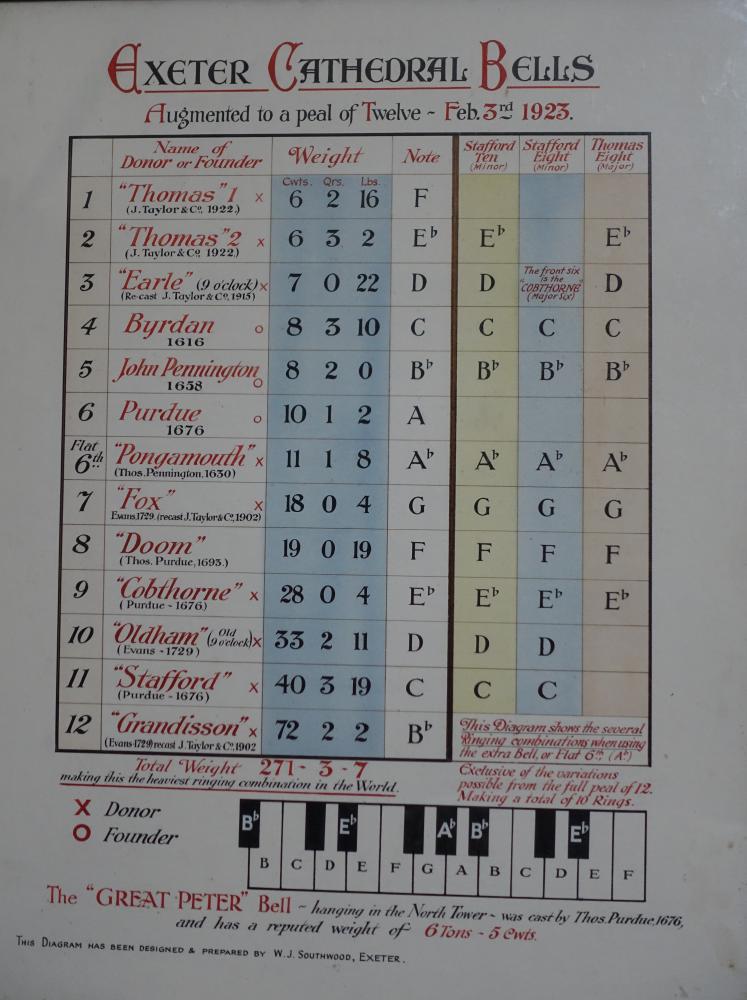 EXETER CATHEDRAL BELLS
Augmented to a peal of Twelve ~ Feb. 3rd 1923.
Name of Donor or Founder Weight Note Stafford Ten (Minor) Stafford Eight (Minor) Thomas Eight (Major)
Cwts. Qrs. Lbs.
1 "Thomas" 1 x 6 2 16 F
(J. Taylor & Co. 1922.)
2 "Thomas" 2 x 6 3 2 E♭ E♭ E♭
(J. Taylor & Co. 1922.)
3 "Earle" (9 o'clock) x 7 0 22 D D The front six is the "COBTHORNE" (Major Six) D
(Re-cast J. Taylor & Co, 1915)
4 Byrdan o 8 3 10 C C C C
1616
5 John Pennington o 8 2 0 B♭ B♭ B♭ B♭
1658
6 Purdue o 10 1 2 A
1676
Flat 6th "Pongamouth" x 11 1 8 A♭ A♭ A♭ A♭
(Thos. Pennington, 1630)
7 "Fox" x 18 0 4 G G G G
Evans, 1729. (recast J. Taylor & Co, 1902)
8 "Doom" 19 0 19 F F F F
(Thos. Purdue, 1693.)
9 "Cobthorne" x 28 0 4 E♭ E♭ E♭ E♭
(Purdue - 1676)
10 "Oldham" (Old 9 o'clock) x 33 2 11 D D D
(Evans - 1729)
11 "Stafford" x 40 3 19 C C C
(Purdue - 1676)
12 "Grandisson" x 72 2 2 B♭
(Evans 1729) recast J. Taylor & Co, 1902
This Diagram shows the several
Ringing combinations when using
the extra Bell, or Flat 6th (A♭)
Exclusive of the variations
possible from the full peal of 12.
Making a total of 10 Rings.
Total Weight 271 - 3 - 7
making this the heaviest ringing combination in the World.
X Donor
O Founder
B♭ E♭ A♭ B♭ E♭
B C D E F G A B C D E F
The "GREAT PETER" Bell ~ hanging in the North Tower ~ was cast by Thos. Purdue, 1676,
and has a reputed weight of 6 Tons - 5 Cwts.
THIS DIAGRAM HAS BEEN DESIGNED & PREPARED BY W. J. SOUTHWOOD, EXETER.